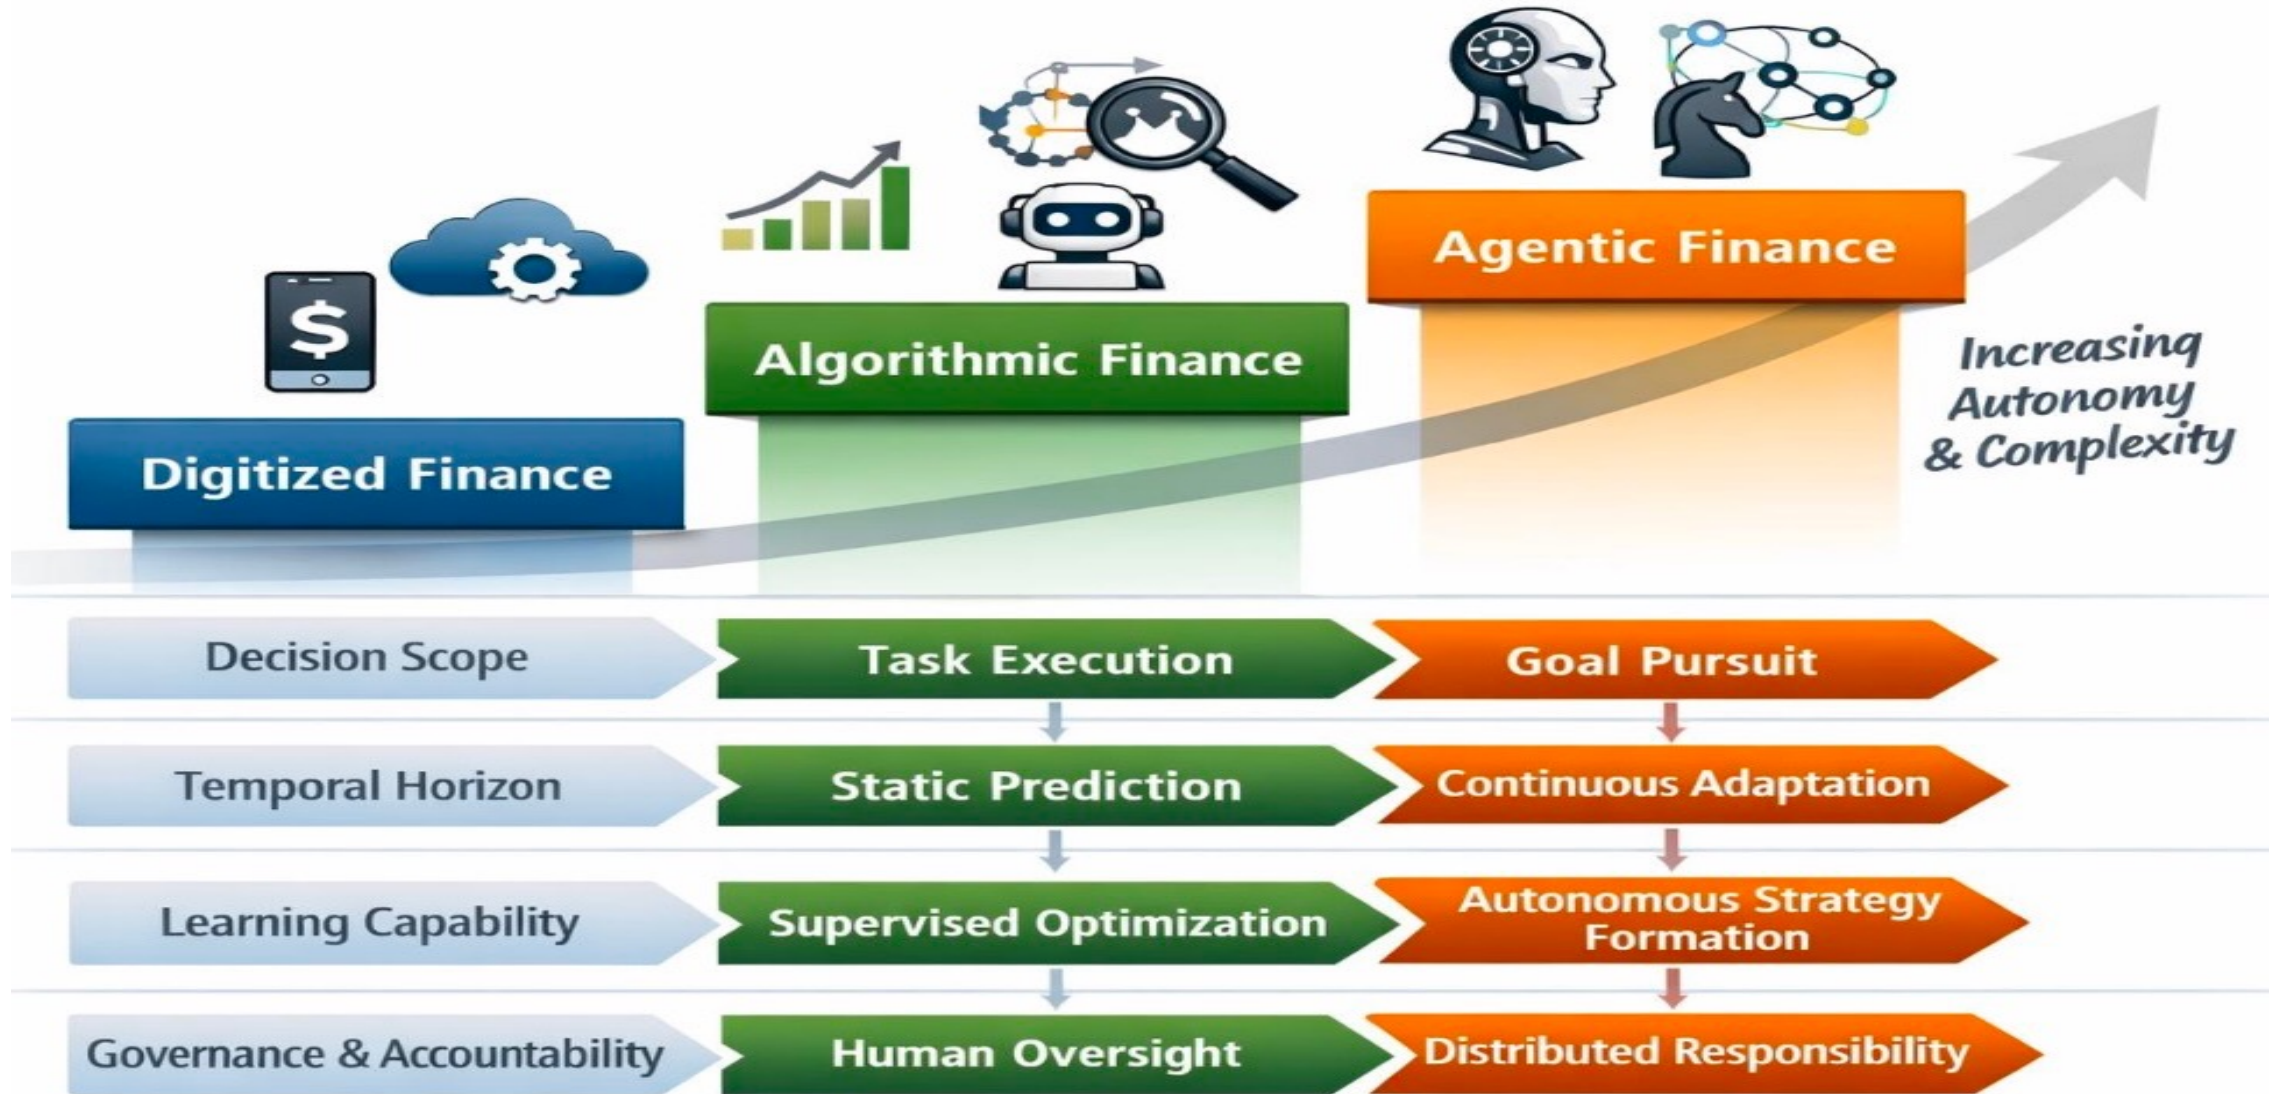 $
Agentic Finance
Algorithmic Finance
Digitized Finance
Increasing
Autonomy
& Complexity
Decision Scope
Task Execution
Goal Pursuit
Temporal Horizon
Static Prediction
Continuous Adaptation
Learning Capability
Supervised Optimization
Autonomous Strategy
Formation
Governance & Accountability
Human Oversight
Distributed Responsibility